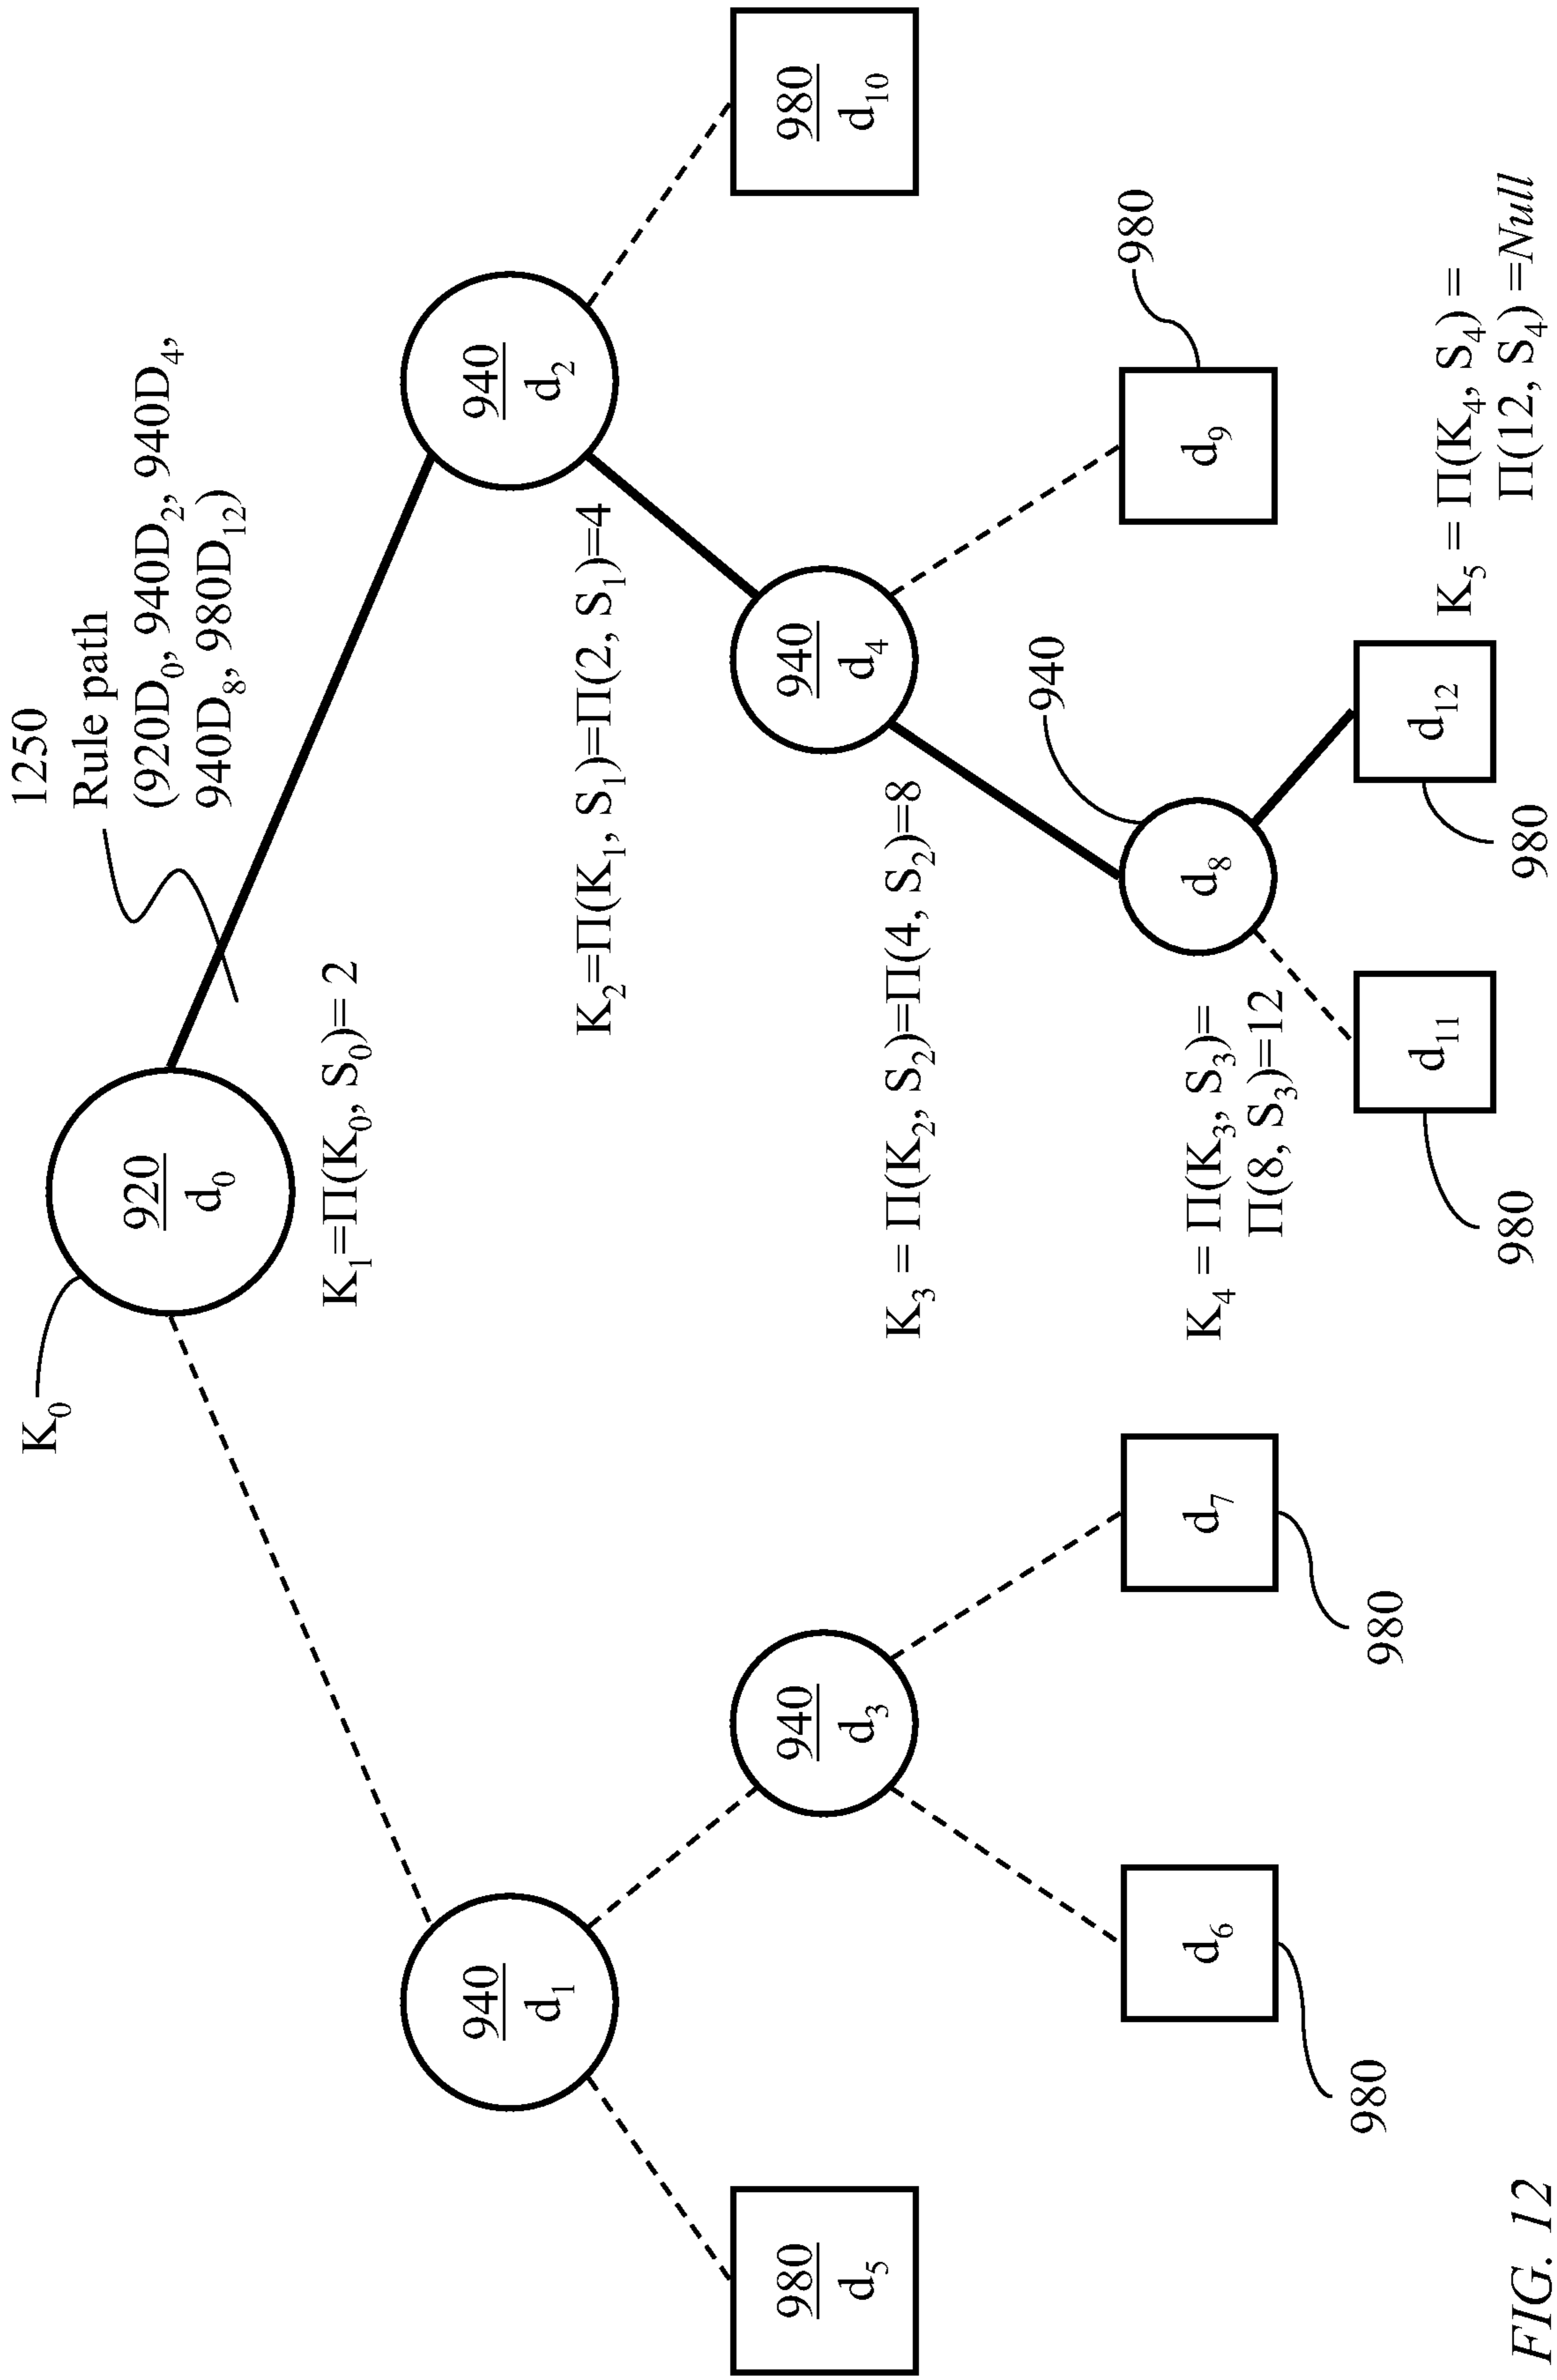 1250
Rule path
(920D₀, 940D₂, 940D₄,
940D₈, 980D₁₂)
K₀
920
d₀
K₁=Π(K₀, S₀)= 2
940
d₁
940
d₂
K₂=Π(K₁, S₁)=Π(2, S₁)=4
980
d₅
940
d₃
940
d₄
980
d₁₀
K₃ = Π(K₂, S₂)=Π(4, S₂)=8
940
980
d₆
d₇
d₈
d₉
K₄ = Π(K₃, S₃)=
Π(8, S₃)=12
980
980
d₁₁
d₁₂
K₅ = Π(K₄, S₄) =
Π(12, S₄) =Null
980
980
FIG. 12